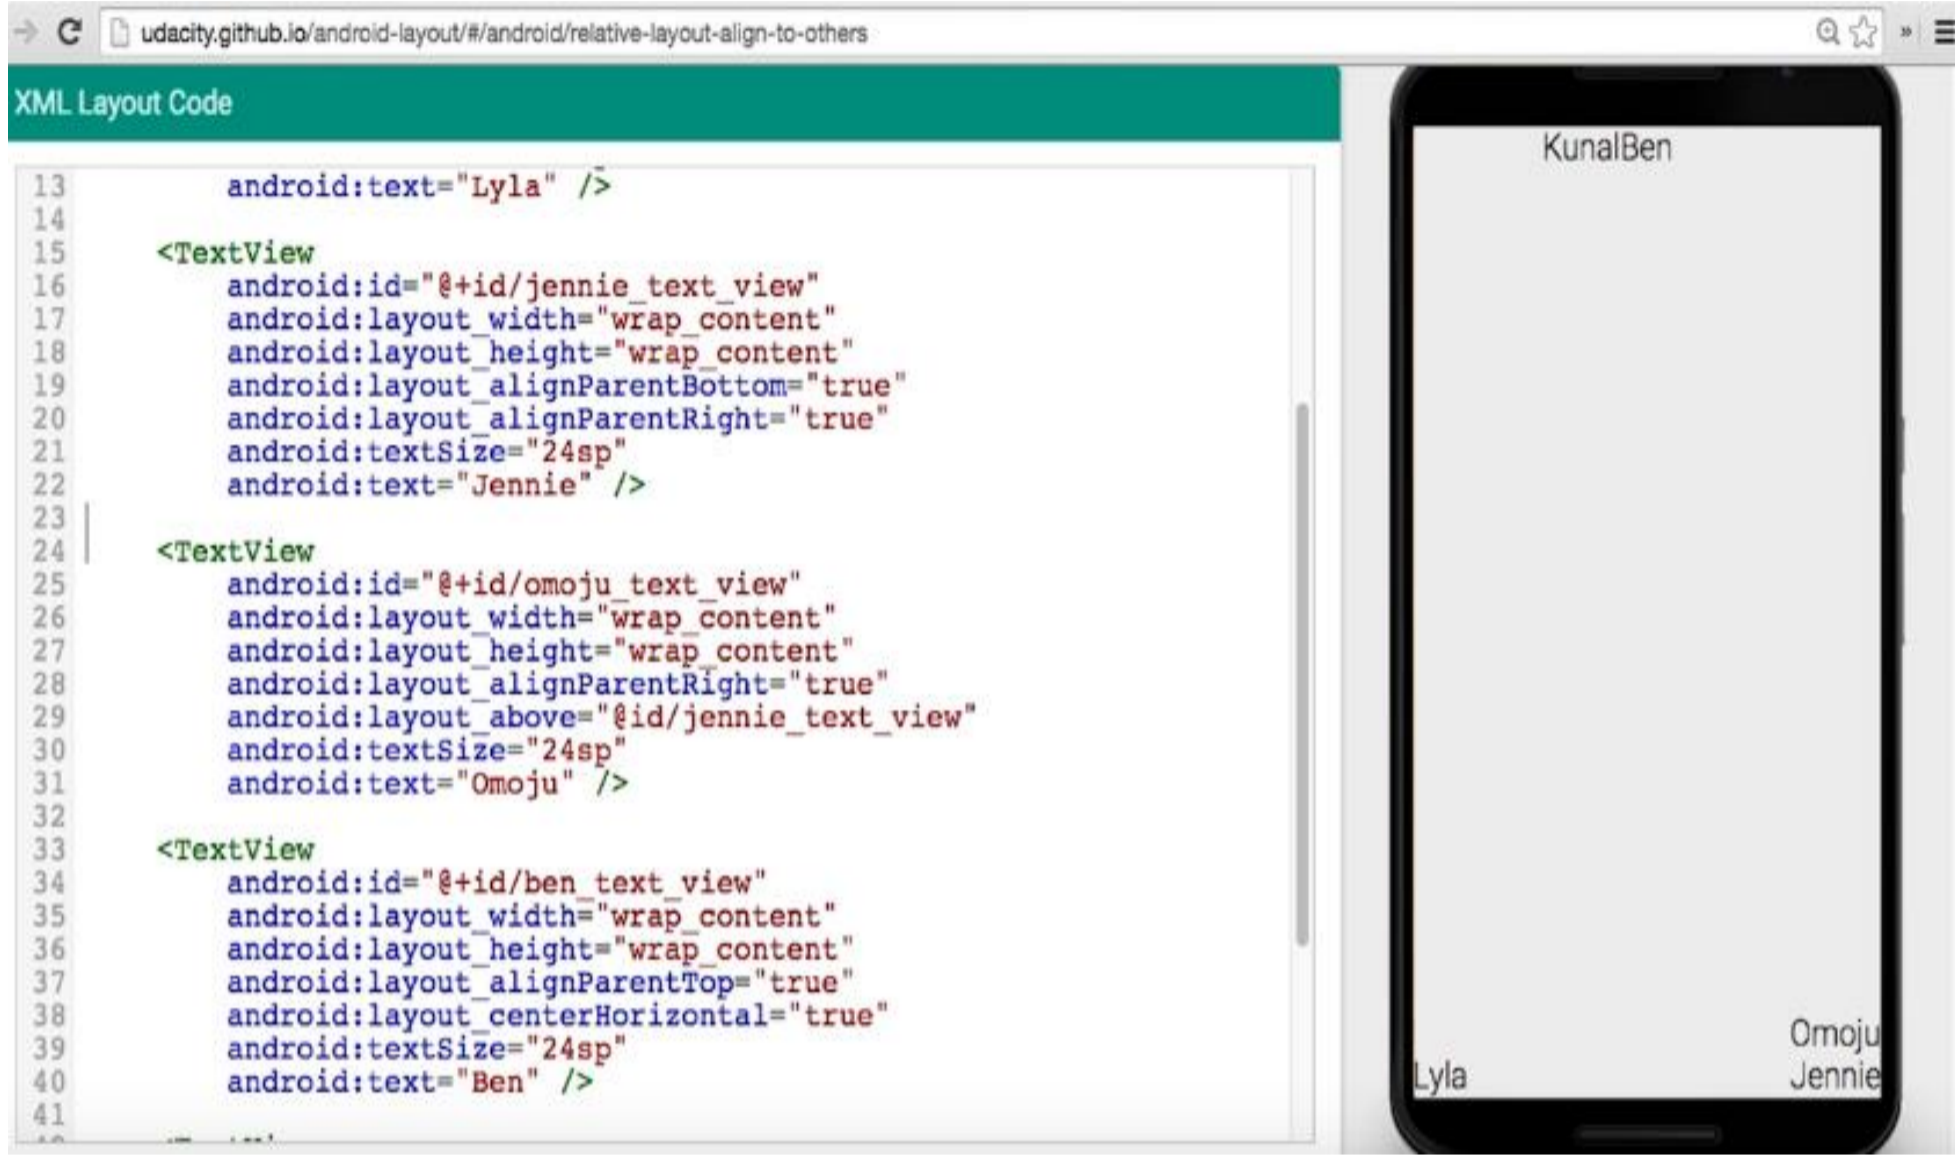 udacity.github.io/android-layout/#/android/relative-layout-align-to-others
»
XML Layout Code
13 android:text="Lyla" />
14
15 <TextView
16 android:id="@+id/jennie_text_view"
17 android:layout_width="wrap_content"
18 android:layout_height="wrap_content"
19 android:layout_alignParentBottom="true"
20 android:layout_alignParentRight="true"
21 android:textSize="24sp"
22 android:text="Jennie" />
23
24 <TextView
25 android:id="@+id/omoju_text_view"
26 android:layout_width="wrap_content"
27 android:layout_height="wrap_content"
28 android:layout_alignParentRight="true"
29 android:layout_above="@id/jennie_text_view"
30 android:textSize="24sp"
31 android:text="Omoju" />
32
33 <TextView
34 android:id="@+id/ben_text_view"
35 android:layout_width="wrap_content"
36 android:layout_height="wrap_content"
37 android:layout_alignParentTop="true"
38 android:layout_centerHorizontal="true"
39 android:textSize="24sp"
40 android:text="Ben" />
41
KunalBen
Omoju
Lyla Jennie